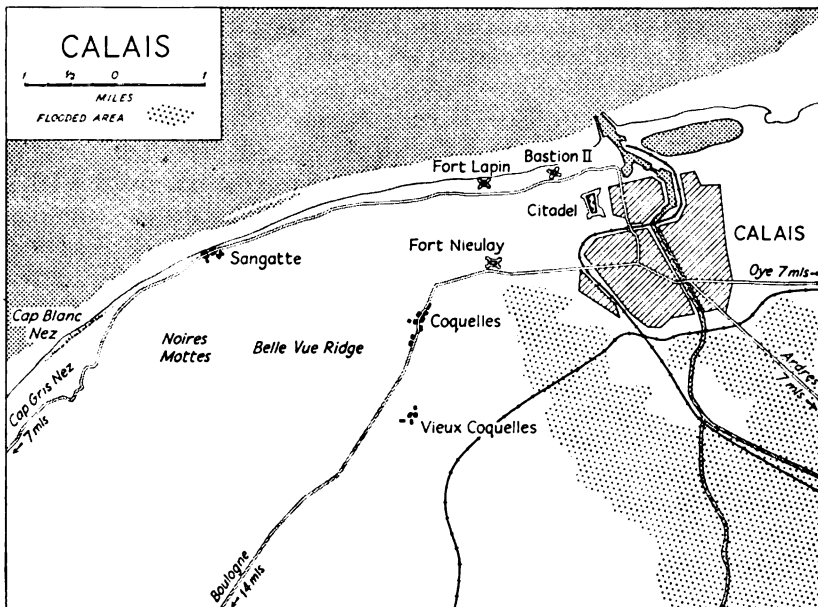 CALAIS
1 ½ 0 1
MILES
FLOODED AREA
Fort Lapin
Bastion II
Citadel
CALAIS
Sangatte
Fort Nieulay
Oye 7 mls
Cap Blanc
Nez
Noires
Mottes
Belle Vue Ridge
Coquelles
Ardres
7 mls
Cap Gris Nez
7 mls
Vieux Coquelles
Boulogne
14 mls